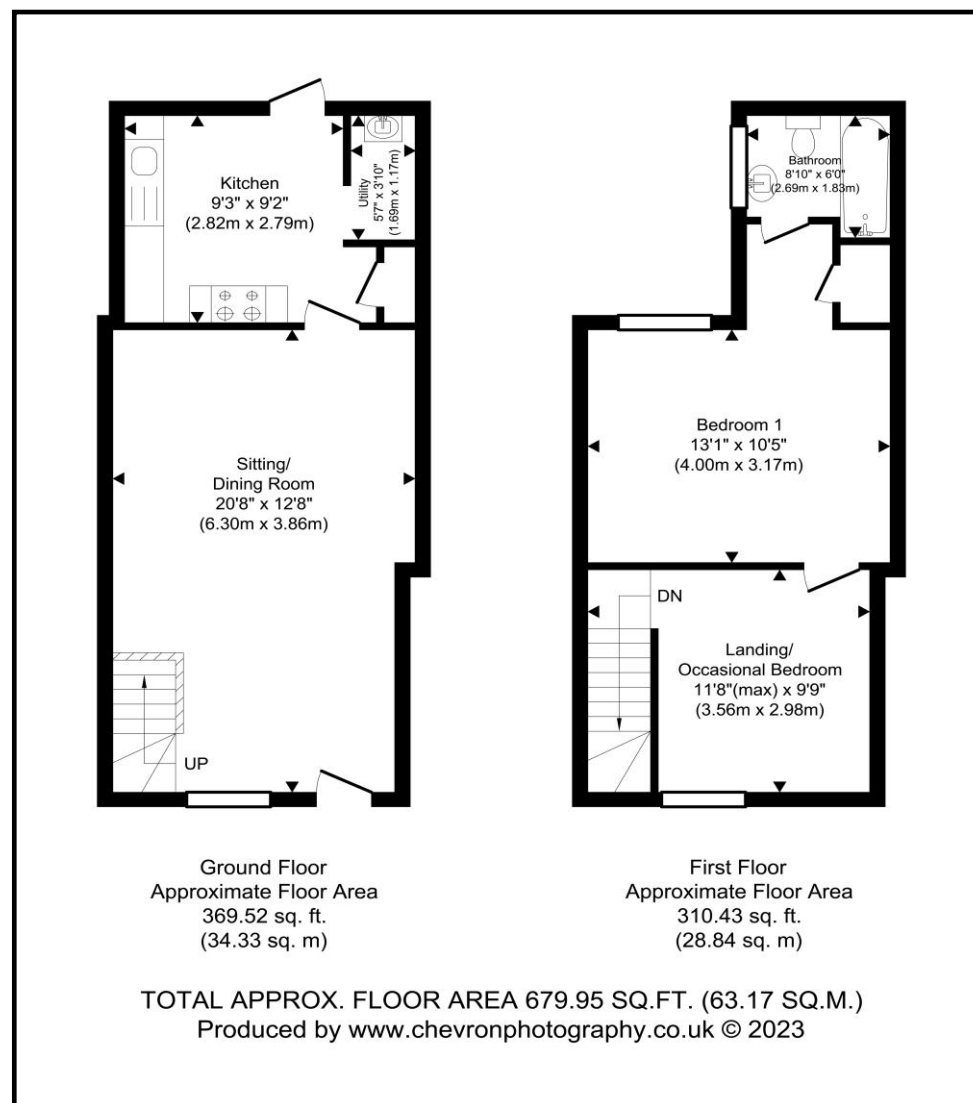 Kitchen
9'3" x 9'2"
(2.82m x 2.79m)
Utility
5'7" x 3'10"
(1.69m x 1.17m)
Sitting/
Dining Room
20'8" x 12'8"
(6.30m x 3.86m)
UP
Ground Floor
Approximate Floor Area
369.52 sq. ft.
(34.33 sq. m)
Bathroom
8'10" x 6'0"
(2.69m x 1.83m)
Bedroom 1
13'1" x 10'5"
(4.00m x 3.17m)
DN
Landing/
Occasional Bedroom
11'8"(max) x 9'9"
(3.56m x 2.98m)
First Floor
Approximate Floor Area
310.43 sq. ft.
(28.84 sq. m)
TOTAL APPROX. FLOOR AREA 679.95 SQ.FT. (63.17 SQ.M.)
Produced by www.chevronphotography.co.uk © 2023